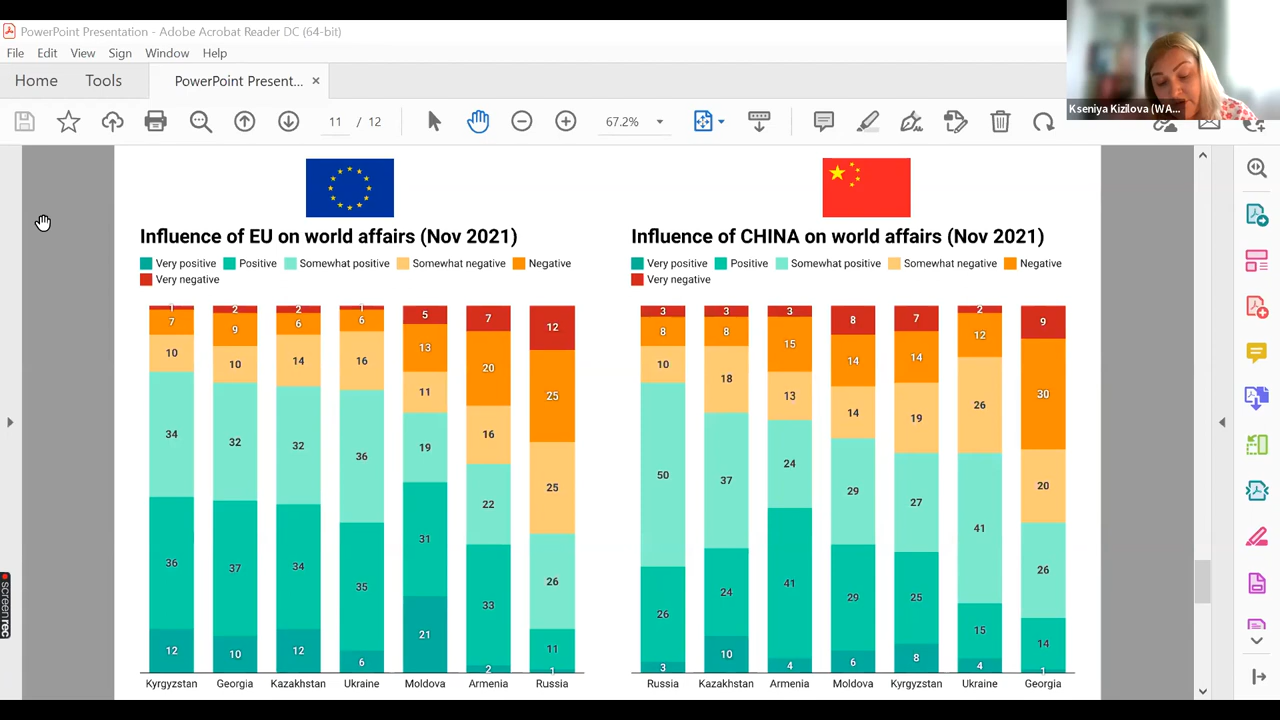 PowerPoint Presentation - Adobe Acrobat Reader DC (64-bit)
File Edit View Sign Window Help
Home Tools PowerPoint Present... ×
11 / 12 67.2%
Kseniya Kizilova (WA...
Influence of EU on world affairs (Nov 2021)
Very positive Positive Somewhat positive Somewhat negative Negative
Very negative
1 7 10 34 36 12
2 9 10 32 37 10
2 6 14 32 34 12
1 6 16 36 35 6
5 13 11 19 31 21
7 20 16 22 33 2
12 25 25 26 11 1
Kyrgyzstan Georgia Kazakhstan Ukraine Moldova Armenia Russia
Influence of CHINA on world affairs (Nov 2021)
Very positive Positive Somewhat positive Somewhat negative Negative
Very negative
3 8 10 50 26 3
3 8 18 37 24 10
3 15 13 24 41 4
8 14 14 29 29 6
7 14 19 27 25 8
2 12 26 41 15 4
9 30 20 26 14 1
Russia Kazakhstan Armenia Moldova Kyrgyzstan Ukraine Georgia
screenrec